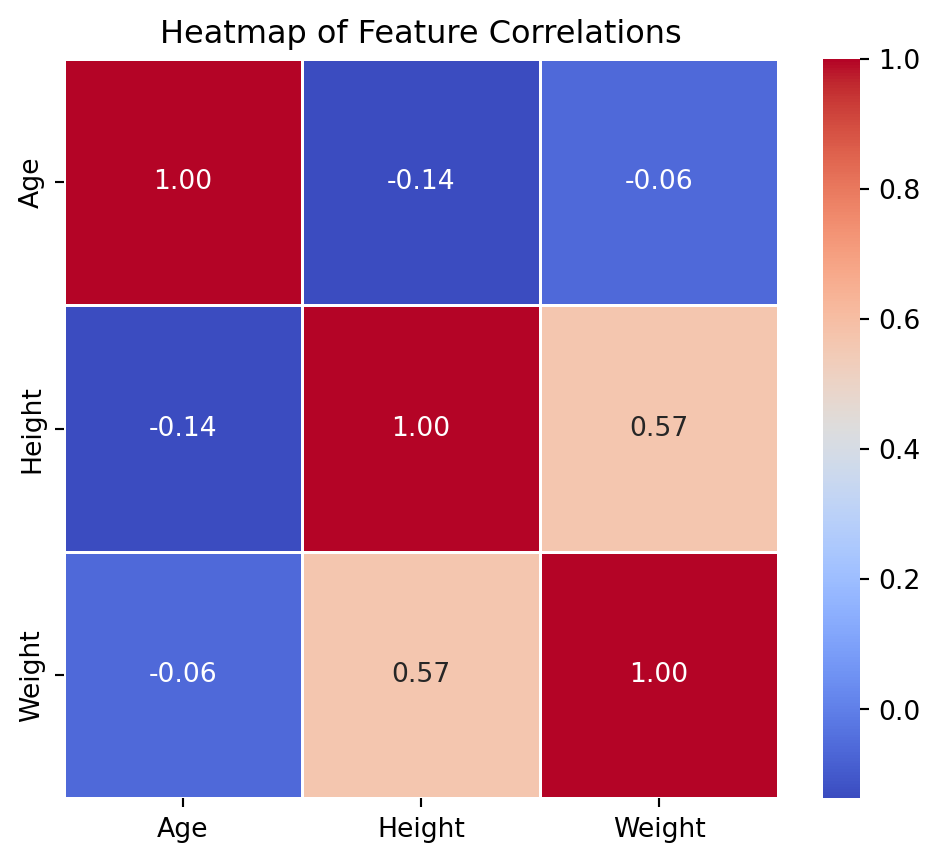 Heatmap of Feature Correlations
Age 1.00 -0.14 -0.06
Height -0.14 1.00 0.57
Weight -0.06 0.57 1.00
Age Height Weight
1.0
0.8
0.6
0.4
0.2
0.0